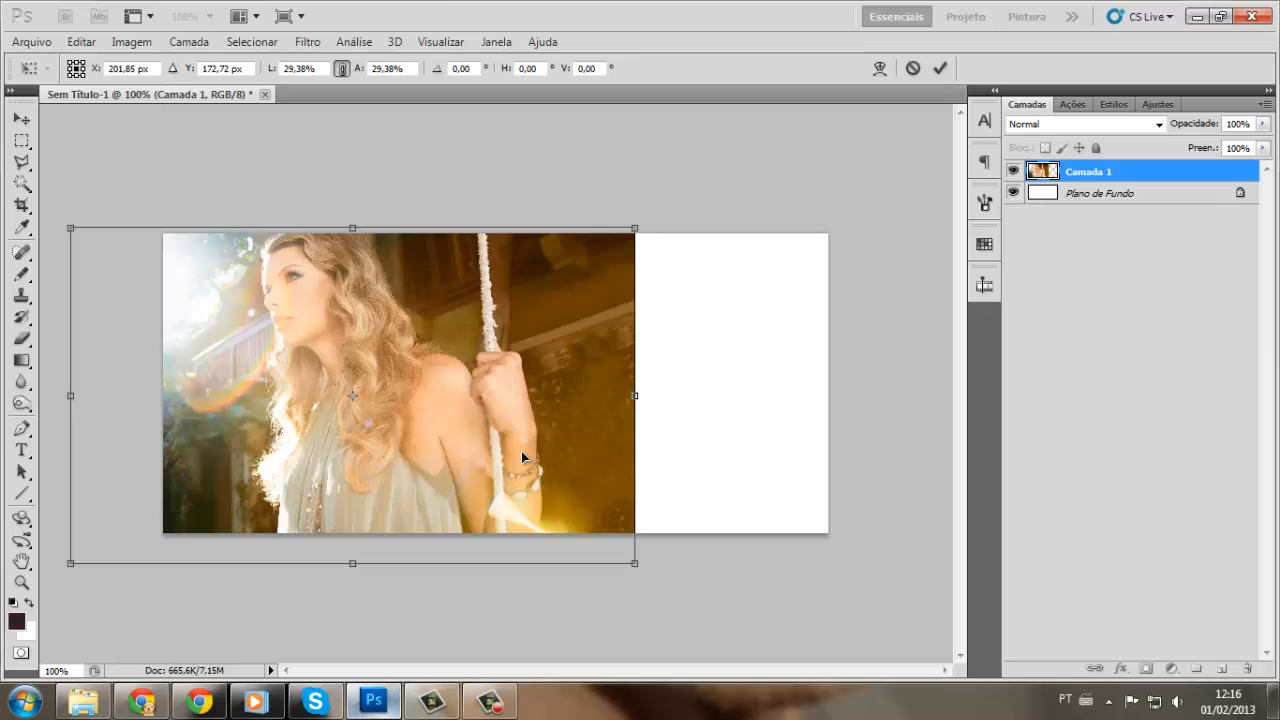 Ps Br Mb 100% Essenciais Projeto Pintura CS Live
Arquivo Editar Imagem Camada Selecionar Filtro Análise 3D Visualizar Janela Ajuda
X: 201,85 px Y: 172,72 px L: 29,38% A: 29,38% 0,00 ° H: 0,00 ° V: 0,00 °
Sem Título-1 @ 100% (Camada 1, RGB/8) *
Camadas Ações Estilos Ajustes
Normal Opacidade: 100%
Bloq.: Preen.: 100%
Camada 1
Plano de Fundo
100% Doc: 665,6K/7,15M
Ps PT 12:16
01/02/2013